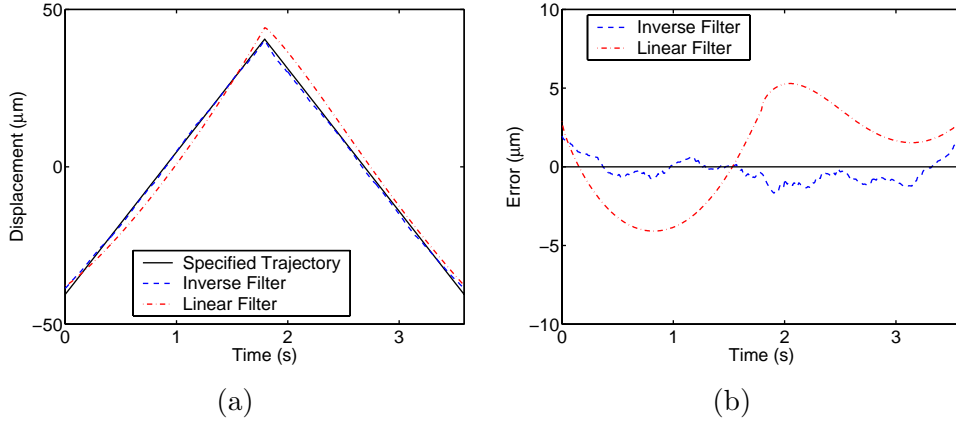 50
0
−50
0
1
2
3
Displacement (μm)
Time (s)
Specified Trajectory
Inverse Filter
Linear Filter
(a)
10
5
0
−5
−10
0
1
2
3
Error (μm)
Time (s)
Inverse Filter
Linear Filter
(b)